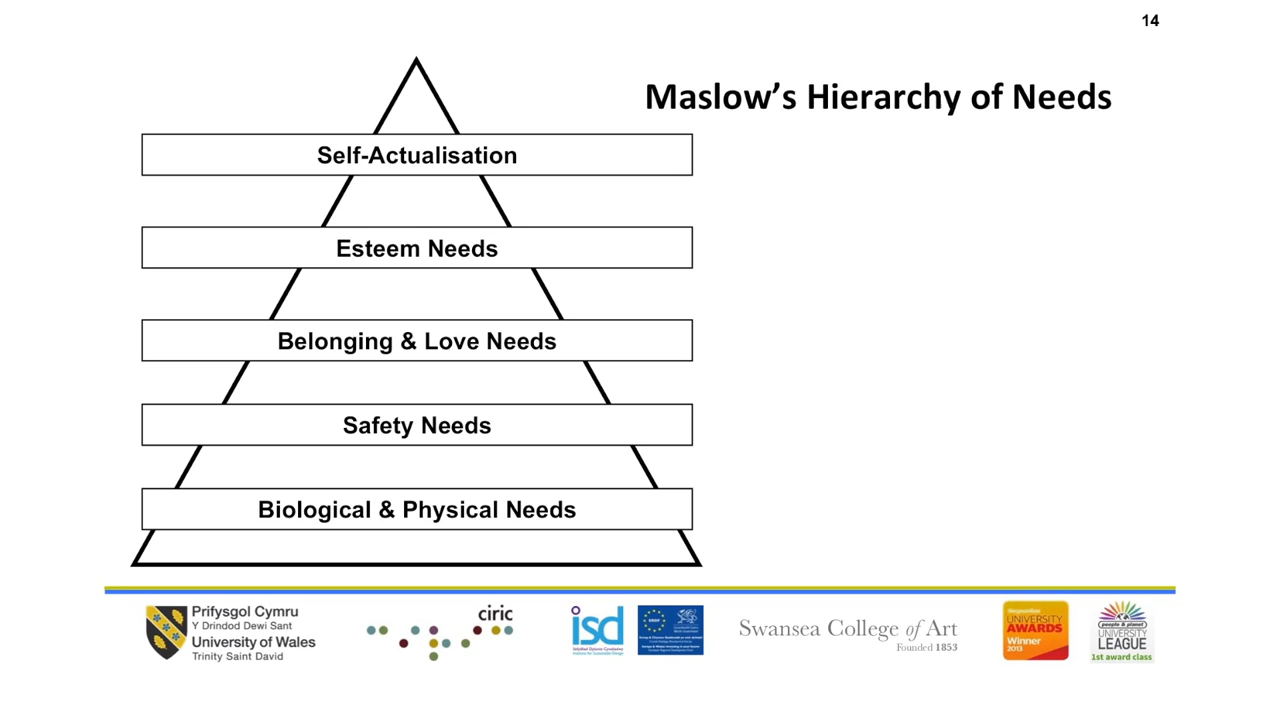 14
Maslow’s Hierarchy of Needs
Self-Actualisation
Esteem Needs
Belonging & Love Needs
Safety Needs
Biological & Physical Needs
Prifysgol Cymru
Y Drindod Dewi Sant
University of Wales
Trinity Saint David
ciric
isd
Swansea College of Art
Founded 1853
UNIVERSITY
AWARDS
Winner
2013
people & planet
UNIVERSITY
LEAGUE
1st award class